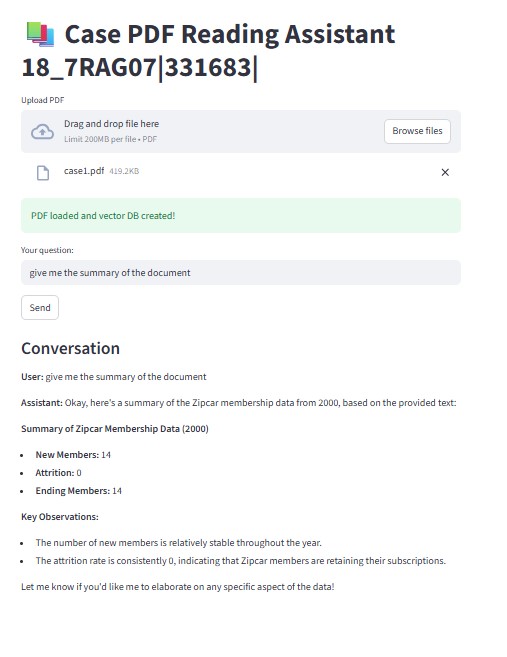 Case PDF Reading Assistant
18_7RAG07|331683|
Upload PDF
Drag and drop file here
Limit 200MB per file • PDF
Browse files
case1.pdf 419.2KB
PDF loaded and vector DB created!
Your question:
give me the summary of the document
Send
Conversation
User: give me the summary of the document
Assistant: Okay, here's a summary of the Zipcar membership data from 2000, based on the provided text:
Summary of Zipcar Membership Data (2000)
• New Members: 14
• Attrition: 0
• Ending Members: 14
Key Observations:
• The number of new members is relatively stable throughout the year.
• The attrition rate is consistently 0, indicating that Zipcar members are retaining their subscriptions.
Let me know if you'd like me to elaborate on any specific aspect of the data!